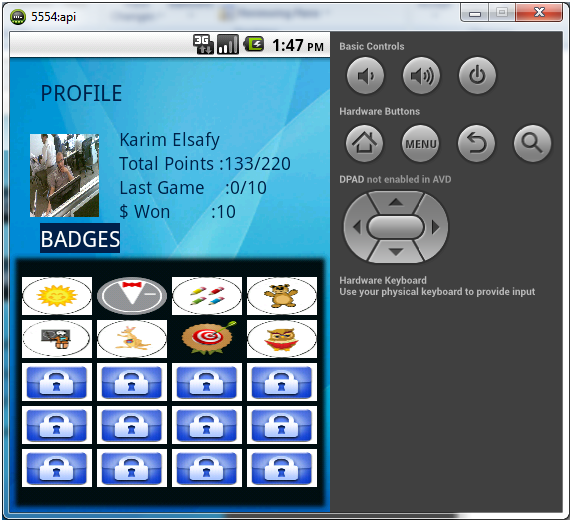 5554:api
3G
1:47 PM
PROFILE
Karim Elsafy
Total Points :133/220
Last Game :0/10
$ Won :10
BADGES
Basic Controls
Hardware Buttons
MENU
DPAD not enabled in AVD
Hardware Keyboard
Use your physical keyboard to provide input